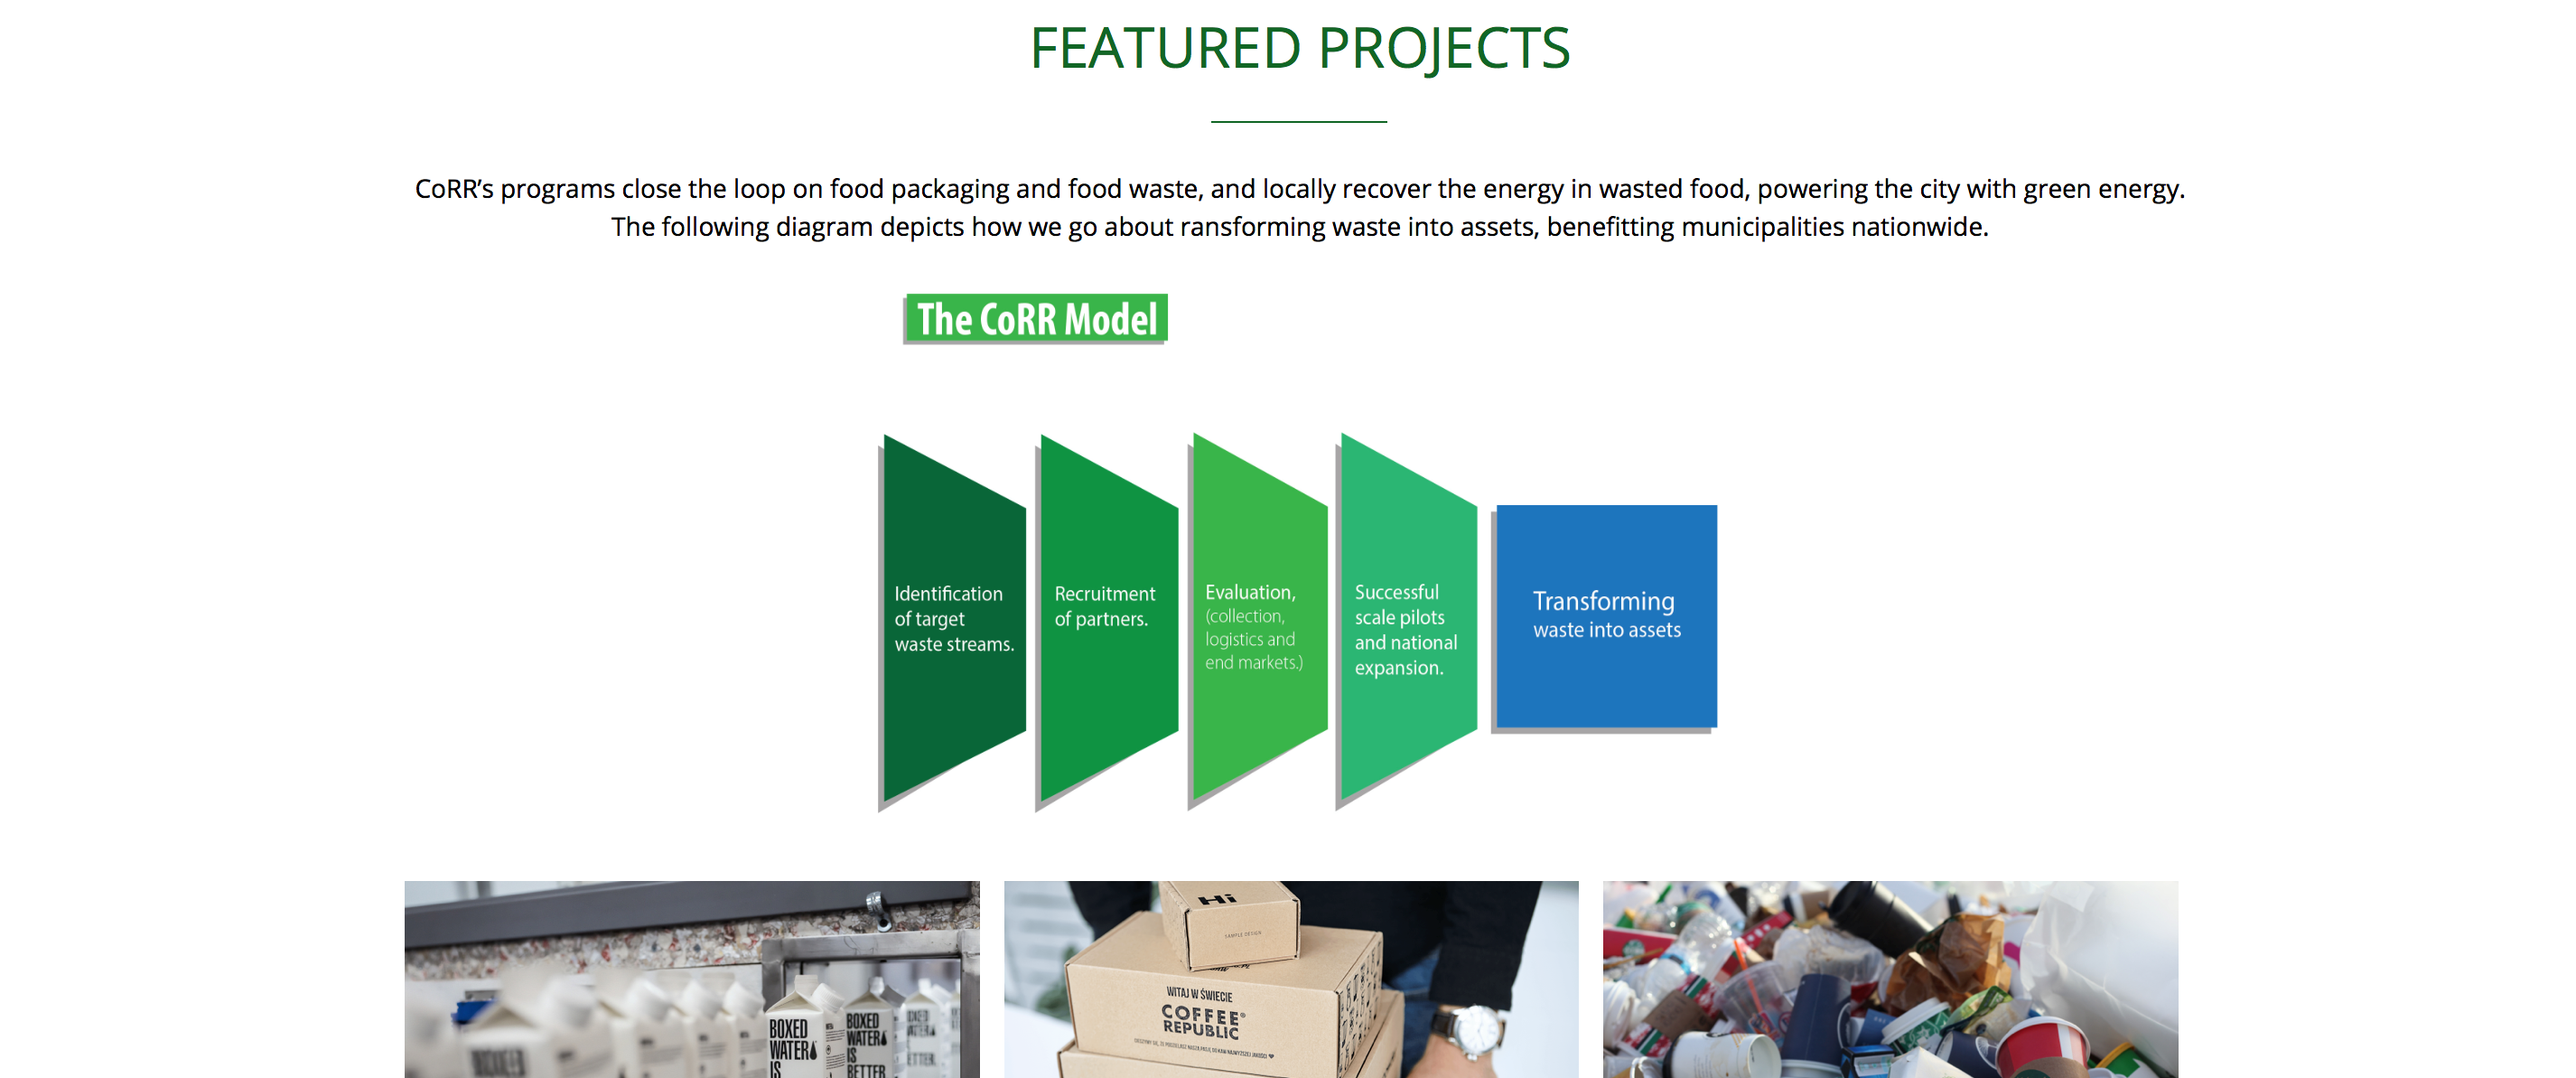 FEATURED PROJECTS
CoRR’s programs close the loop on food packaging and food waste, and locally recover the energy in wasted food, powering the city with green energy.
The following diagram depicts how we go about ransforming waste into assets, benefitting municipalities nationwide.
The CoRR Model
Identification
of target
waste streams.
Recruitment
of partners.
Evaluation,
(collection,
logistics and
end markets.)
Successful
scale pilots
and national
expansion.
Transforming
waste into assets
BOXED
WATER
IS
BETTER
BOXED
WATER
IS
BETTER
Hi
SAMPLE DESIGN
WITAJ W ŚWIECIE
COFFEE
REPUBLIC